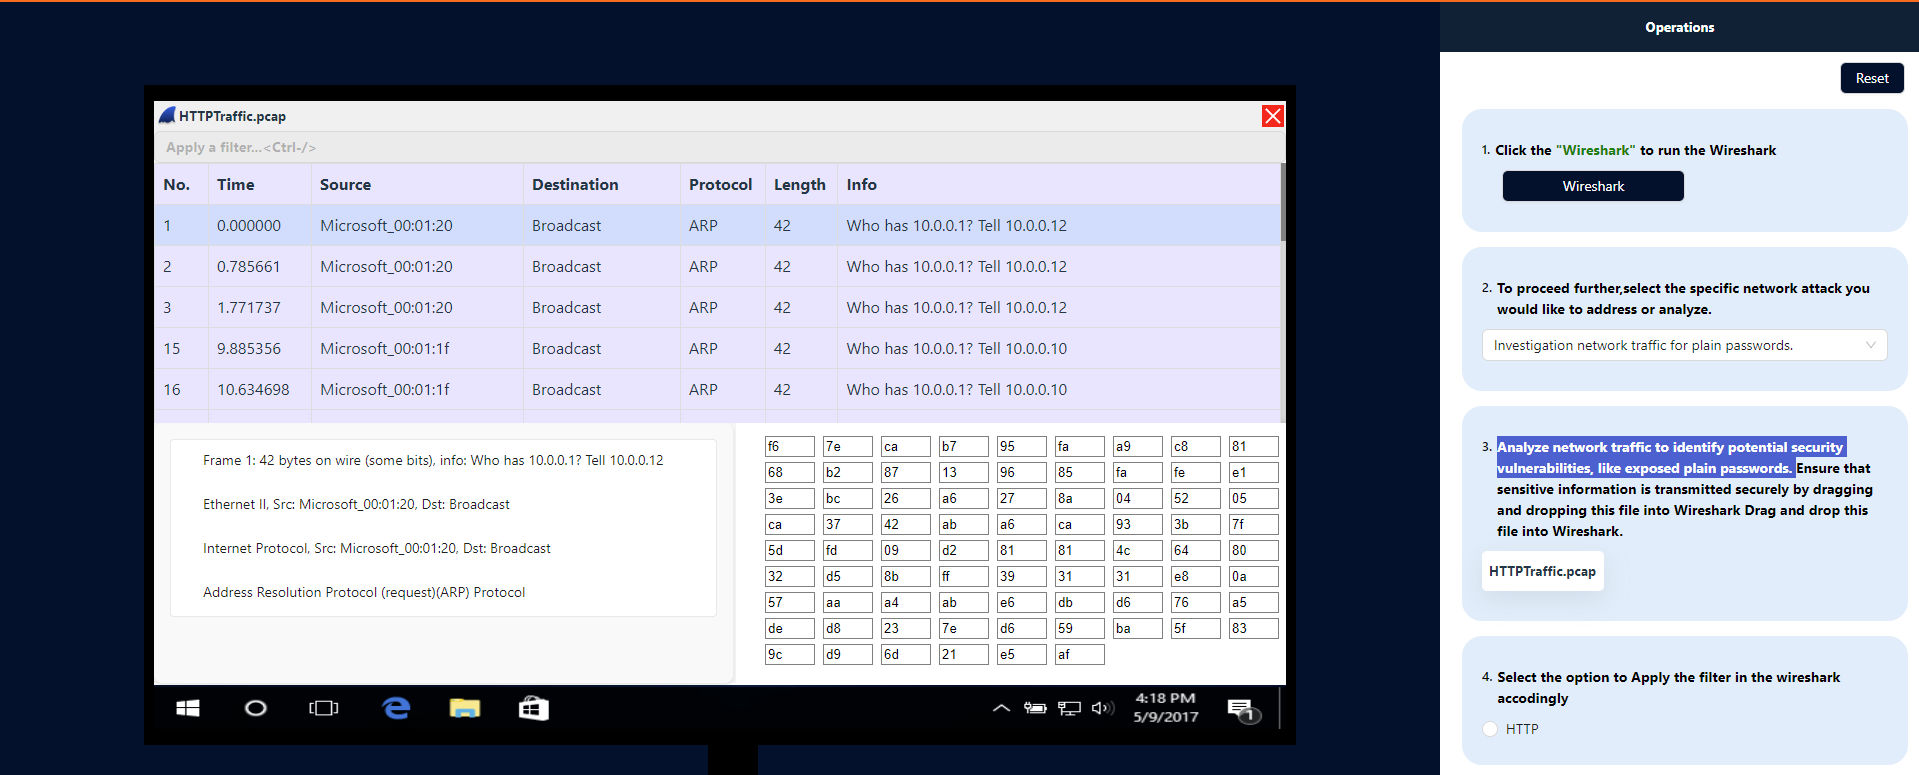 Operations
Reset
HTTPTraffic.pcap
Apply a filter...<Ctrl-/>
No. Time Source Destination Protocol Length Info
1 0.000000 Microsoft_00:01:20 Broadcast ARP 42 Who has 10.0.0.1? Tell 10.0.0.12
2 0.785661 Microsoft_00:01:20 Broadcast ARP 42 Who has 10.0.0.1? Tell 10.0.0.12
3 1.771737 Microsoft_00:01:20 Broadcast ARP 42 Who has 10.0.0.1? Tell 10.0.0.12
15 9.885356 Microsoft_00:01:1f Broadcast ARP 42 Who has 10.0.0.1? Tell 10.0.0.10
16 10.634698 Microsoft_00:01:1f Broadcast ARP 42 Who has 10.0.0.1? Tell 10.0.0.10
Frame 1: 42 bytes on wire (some bits), info: Who has 10.0.0.1? Tell 10.0.0.12
Ethernet II, Src: Microsoft_00:01:20, Dst: Broadcast
Internet Protocol, Src: Microsoft_00:01:20, Dst: Broadcast
Address Resolution Protocol (request)(ARP) Protocol
f6 7e ca b7 95 fa a9 c8 81
68 b2 87 13 96 85 fa fe e1
3e bc 26 a6 27 8a 04 52 05
ca 37 42 ab a6 ca 93 3b 7f
5d fd 09 d2 81 81 4c 64 80
32 d5 8b ff 39 31 31 e8 0a
57 aa a4 ab e6 db d6 76 a5
de d8 23 7e d6 59 ba 5f 83
9c d9 6d 21 e5 af
4:18 PM
5/9/2017
1
1. Click the "Wireshark" to run the Wireshark
Wireshark
2. To proceed further,select the specific network attack you
would like to address or analyze.
Investigation network traffic for plain passwords.
3. Analyze network traffic to identify potential security
vulnerabilities, like exposed plain passwords. Ensure that
sensitive information is transmitted securely by dragging
and dropping this file into Wireshark Drag and drop this
file into Wireshark.
HTTPTraffic.pcap
4. Select the option to Apply the filter in the wireshark
accodingly
HTTP